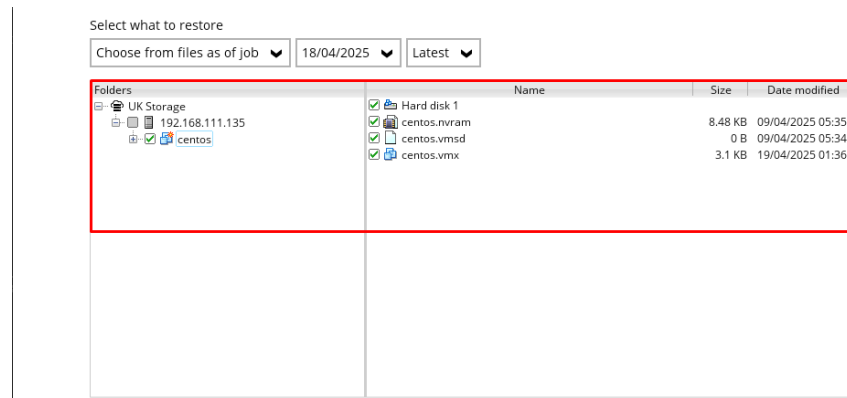 Select what to restore
Choose from files as of job 18/04/2025 Latest
Folders Name Size Date modified
UK Storage Hard disk 1
192.168.111.135 centos.nvram 8.48 KB 09/04/2025 05:35
centos centos.vmsd 0 B 09/04/2025 05:34
centos.vmx 3.1 KB 19/04/2025 01:36